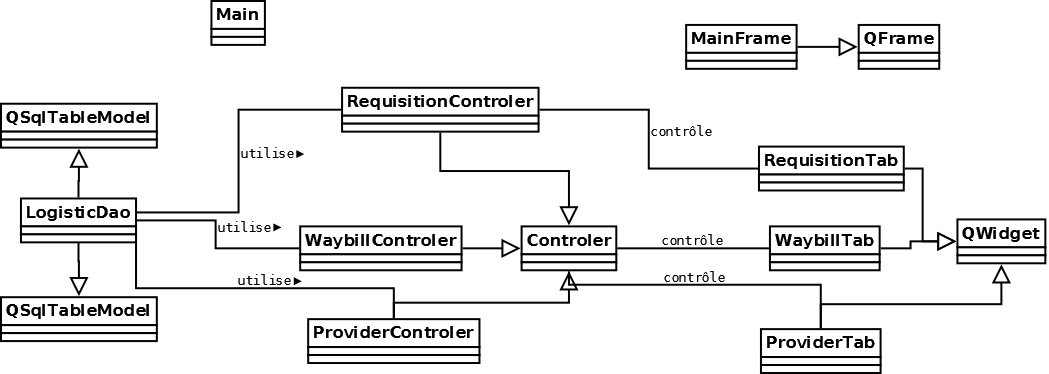 Main
MainFrame
QFrame
RequisitionControler
QSqlTableModel
contrôle
utilise►
RequisitionTab
LogisticDao
utilise►
WaybillControler
Controler
contrôle
WaybillTab
QWidget
utilise►
contrôle
QSqlTableModel
ProviderControler
ProviderTab